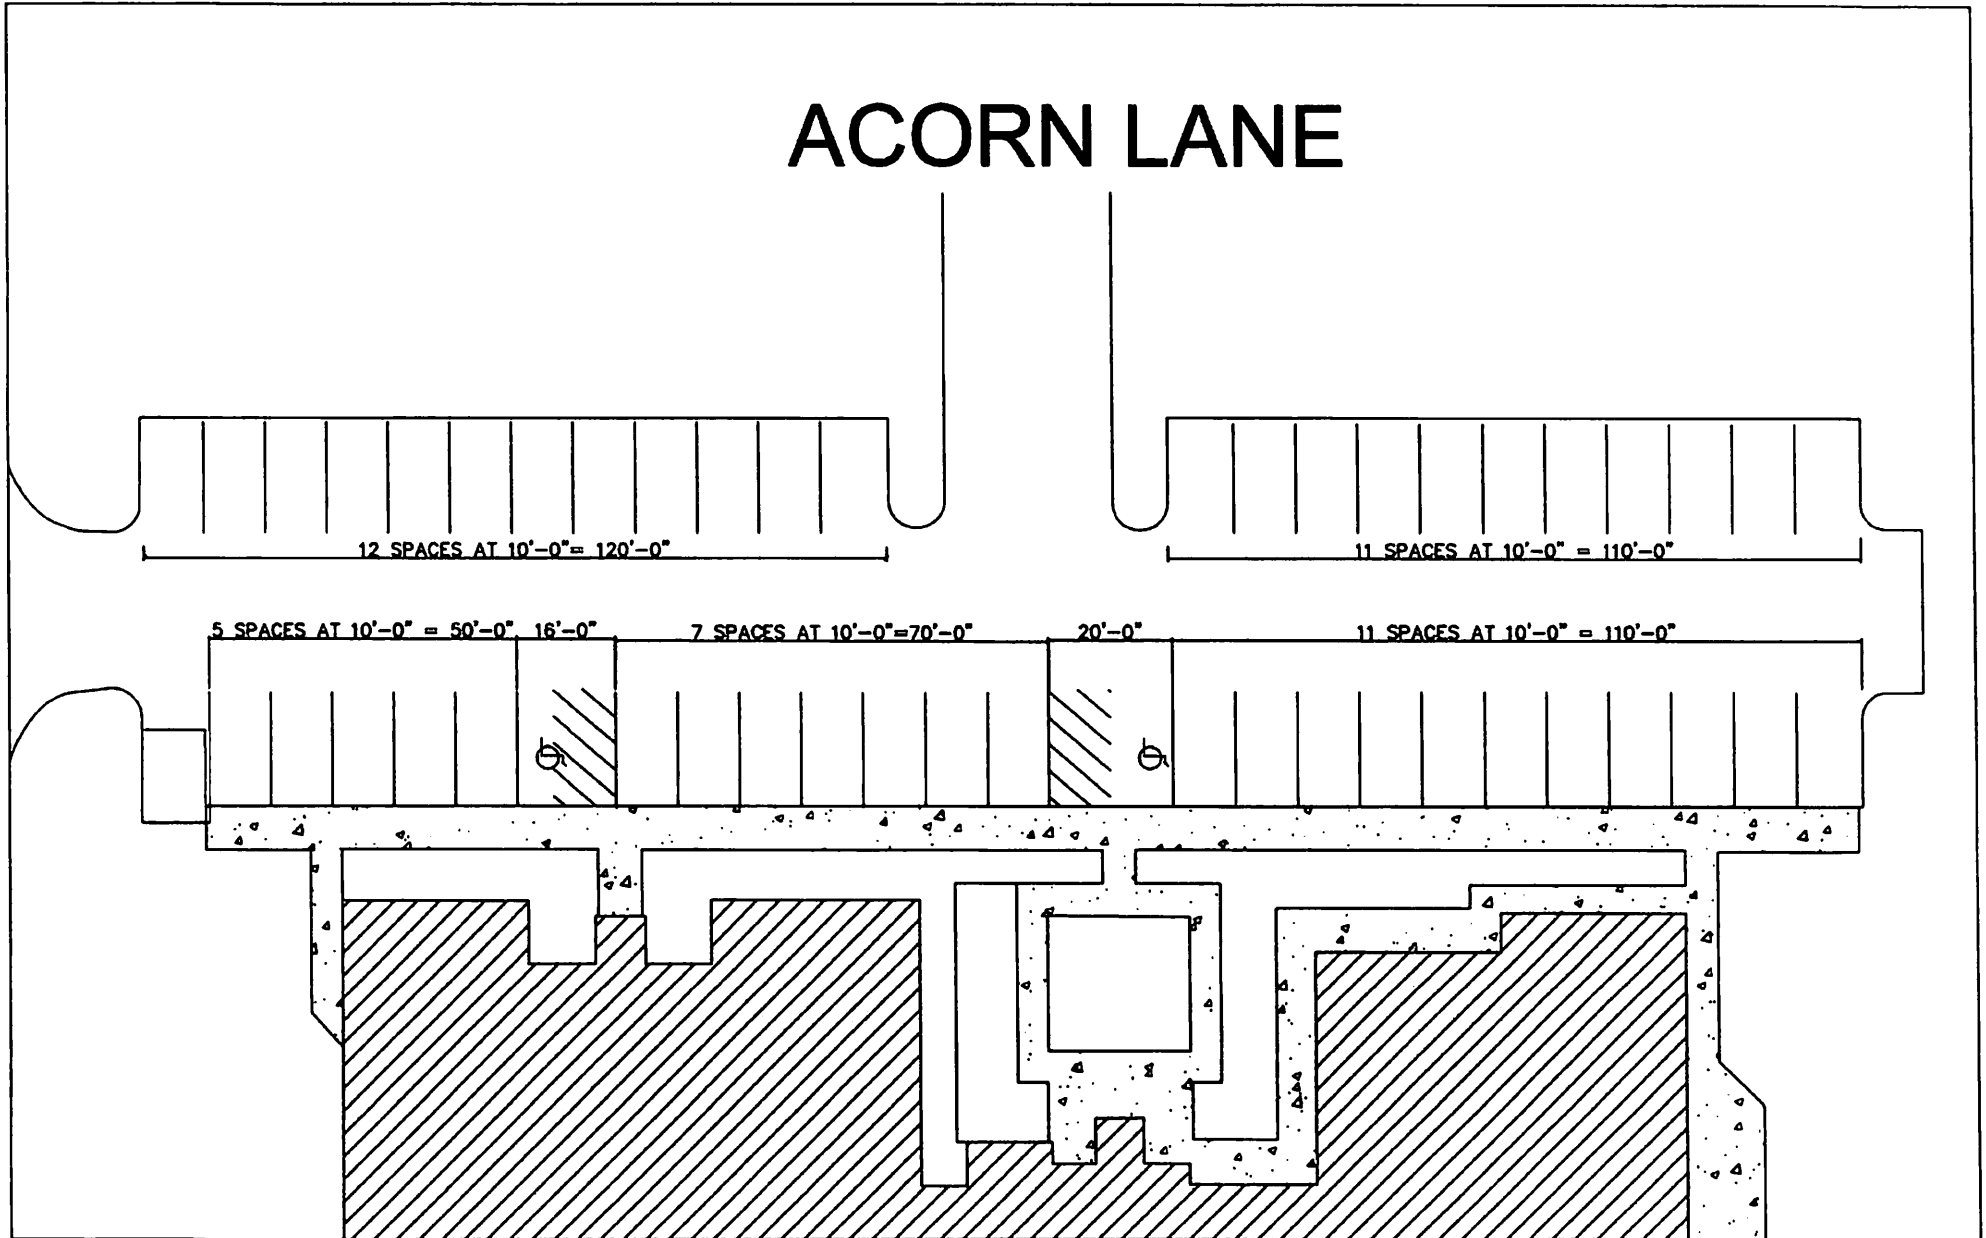 ACORN LANE
12 SPACES AT 10'-0"= 120'-0"
11 SPACES AT 10'-0" = 110'-0"
5 SPACES AT 10'-0" = 50'-0"
16'-0"
7 SPACES AT 10'-0"=70'-0"
20'-0"
11 SPACES AT 10'-0" = 110'-0"